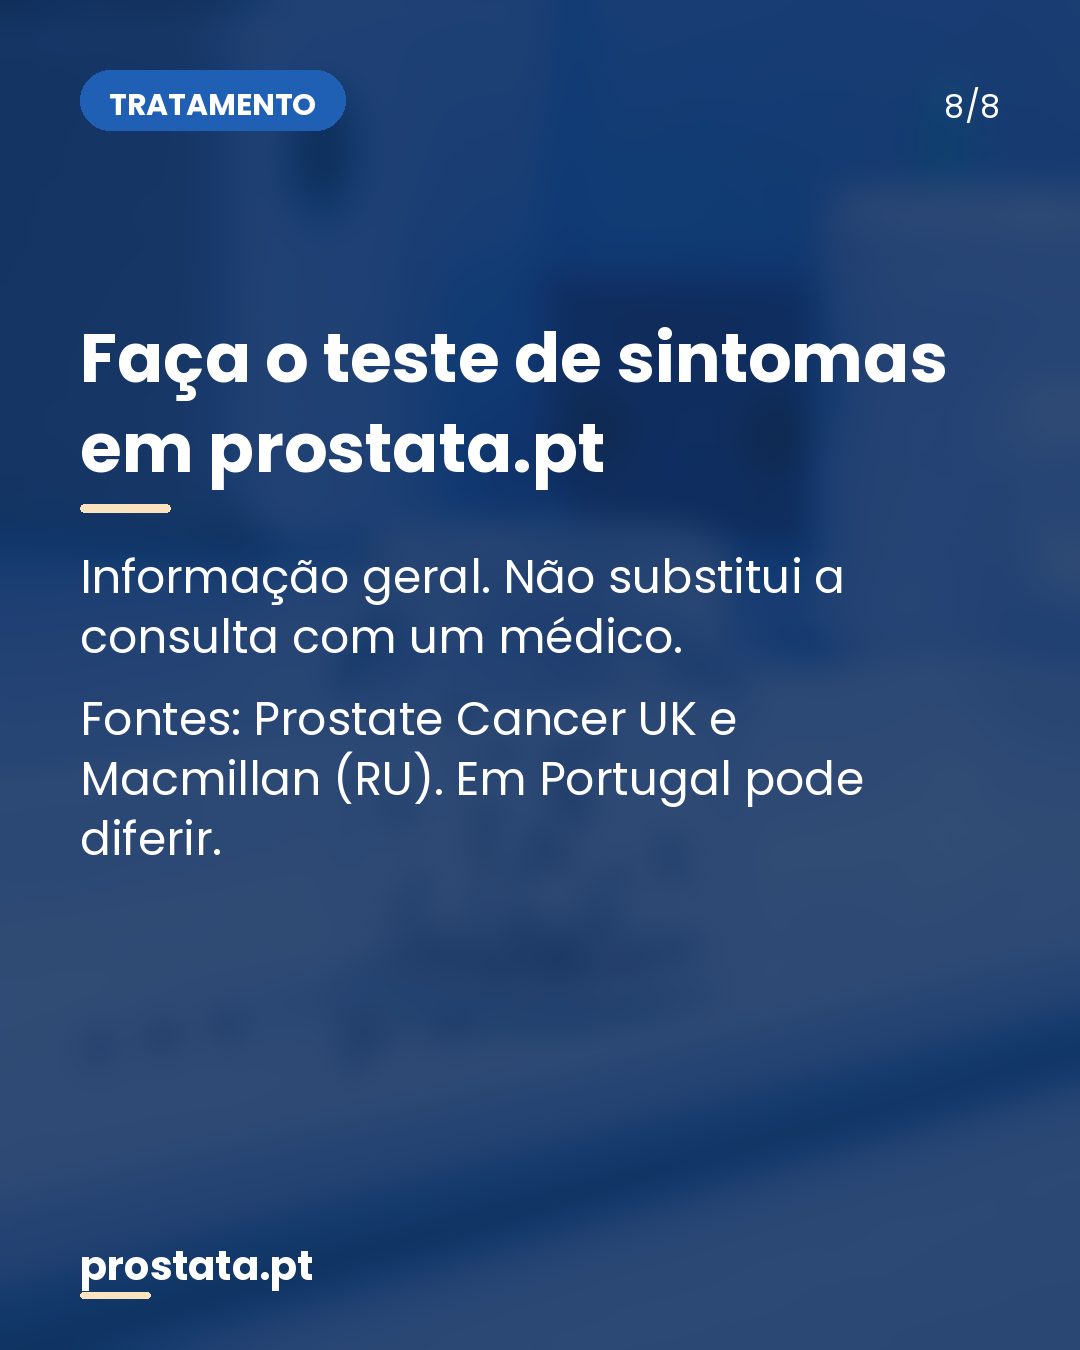 TRATAMENTO
8/8
Faça o teste de sintomas
em prostata.pt
Informação geral. Não substitui a
consulta com um médico.
Fontes: Prostate Cancer UK e
Macmillan (RU). Em Portugal pode
diferir.
prostata.pt